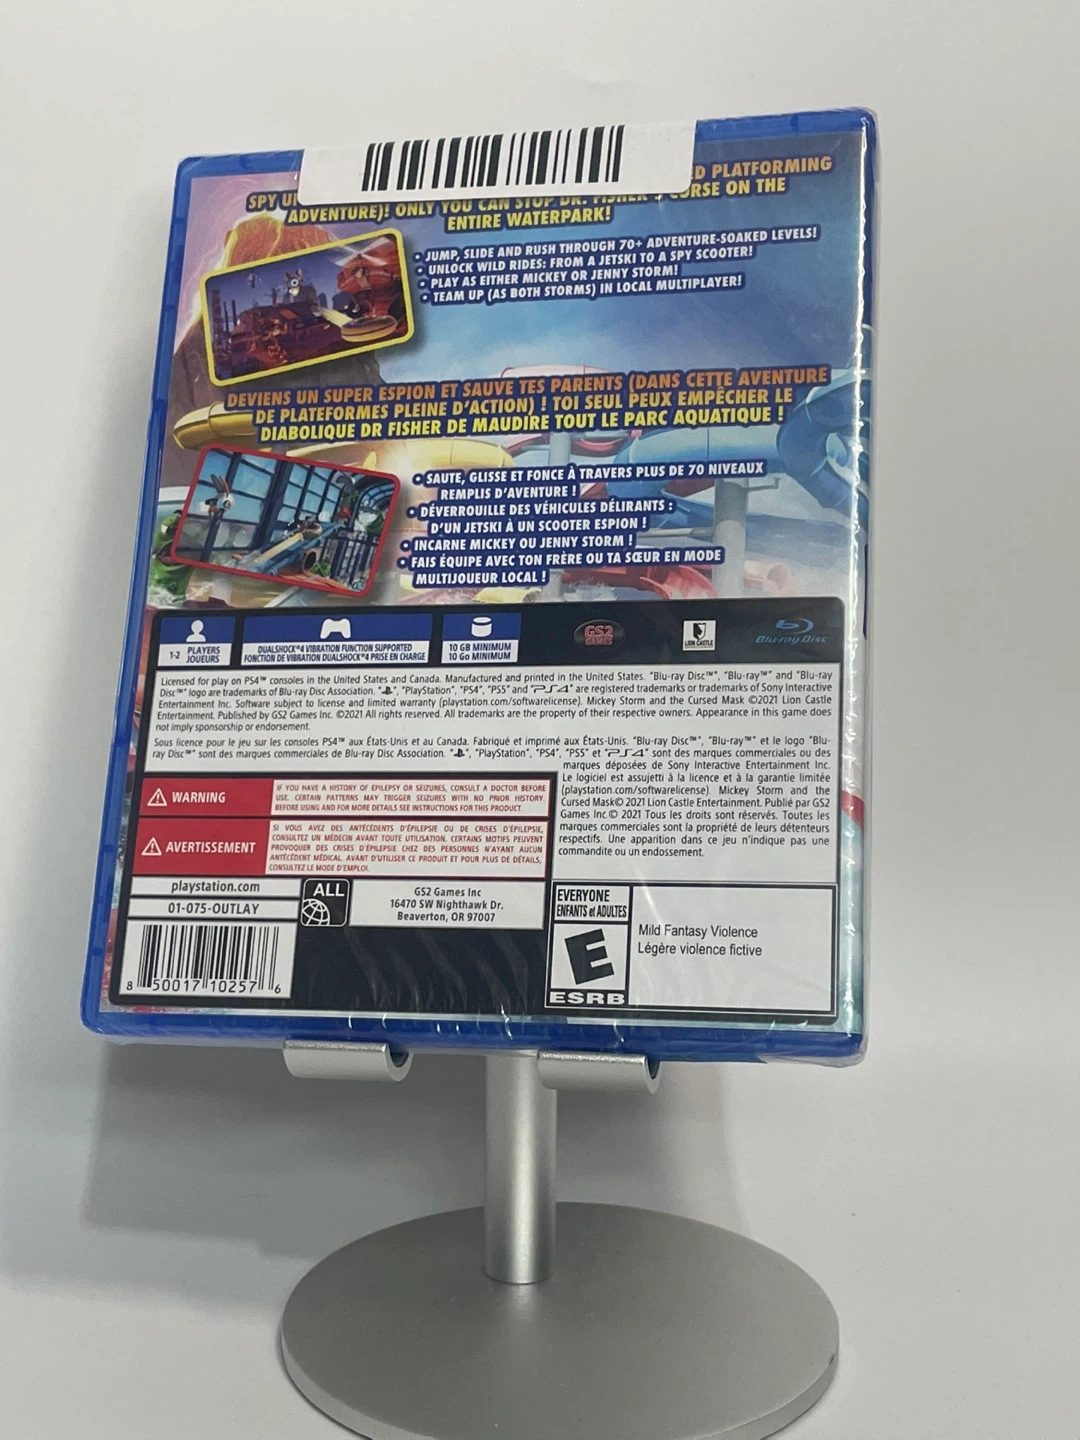 D PLATFORMING
SPY U
ADVENTURE)! ONLY YOU CAN STOP DR. FISHER'S CURSE ON THE
ENTIRE WATERPARK!
• JUMP, SLIDE AND RUSH THROUGH 70+ ADVENTURE-SOAKED LEVELS!
• UNLOCK WILD RIDES: FROM A JETSKI TO A SPY SCOOTER!
• PLAY AS EITHER MICKEY OR JENNY STORM!
• TEAM UP (AS BOTH STORMS) IN LOCAL MULTIPLAYER!
DEVIENS UN SUPER ESPION ET SAUVE TES PARENTS (DANS CETTE AVENTURE
DE PLATEFORMES PLEINE D'ACTION) ! TOI SEUL PEUX EMPÊCHER LE
DIABOLIQUE DR FISHER DE MAUDIRE TOUT LE PARC AQUATIQUE !
• SAUTE, GLISSE ET FONCE À TRAVERS PLUS DE 70 NIVEAUX
REMPLIS D'AVENTURE !
• DÉVERROUILLE DES VÉHICULES DÉLIRANTS :
D'UN JETSKI À UN SCOOTER ESPION !
• INCARNE MICKEY OU JENNY STORM !
• FAIS ÉQUIPE AVEC TON FRÈRE OU TA SŒUR EN MODE
MULTIJOUEUR LOCAL !
1-2 PLAYERS
JOUEURS
DUALSHOCK®4 VIBRATION FUNCTION SUPPORTED
FONCTION DE VIBRATION DUALSHOCK®4 PRISE EN CHARGE
10 GB MINIMUM
10 Go MINIMUM
GS2
GAMES
LION CASTLE
Blu-ray Disc
Licensed for play on PS4™ consoles in the United States and Canada. Manufactured and printed in the United States. "Blu-ray Disc™", "Blu-ray™" and "Blu-ray
Disc™" logo are trademarks of Blu-ray Disc Association. "PS", "PlayStation", "PS4", "PS5" and "PS4" are registered trademarks or trademarks of Sony Interactive
Entertainment Inc. Software subject to license and limited warranty (playstation.com/softwarelicense). Mickey Storm and the Cursed Mask ©2021 Lion Castle
Entertainment. Published by GS2 Games Inc. ©2021 All rights reserved. All trademarks are the property of their respective owners. Appearance in this game does
not imply sponsorship or endorsement.
Sous licence pour le jeu sur les consoles PS4™ aux États-Unis et au Canada. Fabriqué et imprimé aux États-Unis. "Blu-ray Disc™", "Blu-ray™" et le logo "Blu-
ray Disc™" sont des marques commerciales de Blu-ray Disc Association. "PS", "PlayStation", "PS4", "PS5" et "PS4" sont des marques commerciales ou des
marques déposées de Sony Interactive Entertainment Inc.
Le logiciel est assujetti à la licence et à la garantie limitée
(playstation.com/softwarelicense). Mickey Storm and the
Cursed Mask© 2021 Lion Castle Entertainment. Publié par GS2
Games Inc.© 2021 Tous les droits sont réservés. Toutes les
marques commerciales sont la propriété de leurs détenteurs
respectifs. Une apparition dans ce jeu n'indique pas une
commandite ou un endossement.
WARNING
IF YOU HAVE A HISTORY OF EPILEPSY OR SEIZURES, CONSULT A DOCTOR BEFORE
USE. CERTAIN PATTERNS MAY TRIGGER SEIZURES WITH NO PRIOR HISTORY.
BEFORE USING AND FOR MORE DETAILS SEE INSTRUCTIONS FOR THIS PRODUCT.
AVERTISSEMENT
SI VOUS AVEZ DES ANTÉCÉDENTS D'ÉPILEPSIE OU DE CRISES D'ÉPILEPSIE,
CONSULTEZ UN MÉDECIN AVANT TOUTE UTILISATION. CERTAINS MOTIFS PEUVENT
PROVOQUER DES CRISES D'ÉPILEPSIE CHEZ DES PERSONNES N'AYANT AUCUN
ANTÉCÉDENT MÉDICAL. AVANT D'UTILISER CE PRODUIT ET POUR PLUS DE DÉTAILS,
CONSULTEZ LE MODE D'EMPLOI.
playstation.com
01-075-OUTLAY
ALL
GS2 Games Inc
16470 SW Nighthawk Dr.
Beaverton, OR 97007
8 50017 10257 6
EVERYONE
ENFANTS et ADULTES
E
ESRB
Mild Fantasy Violence
Légère violence fictive